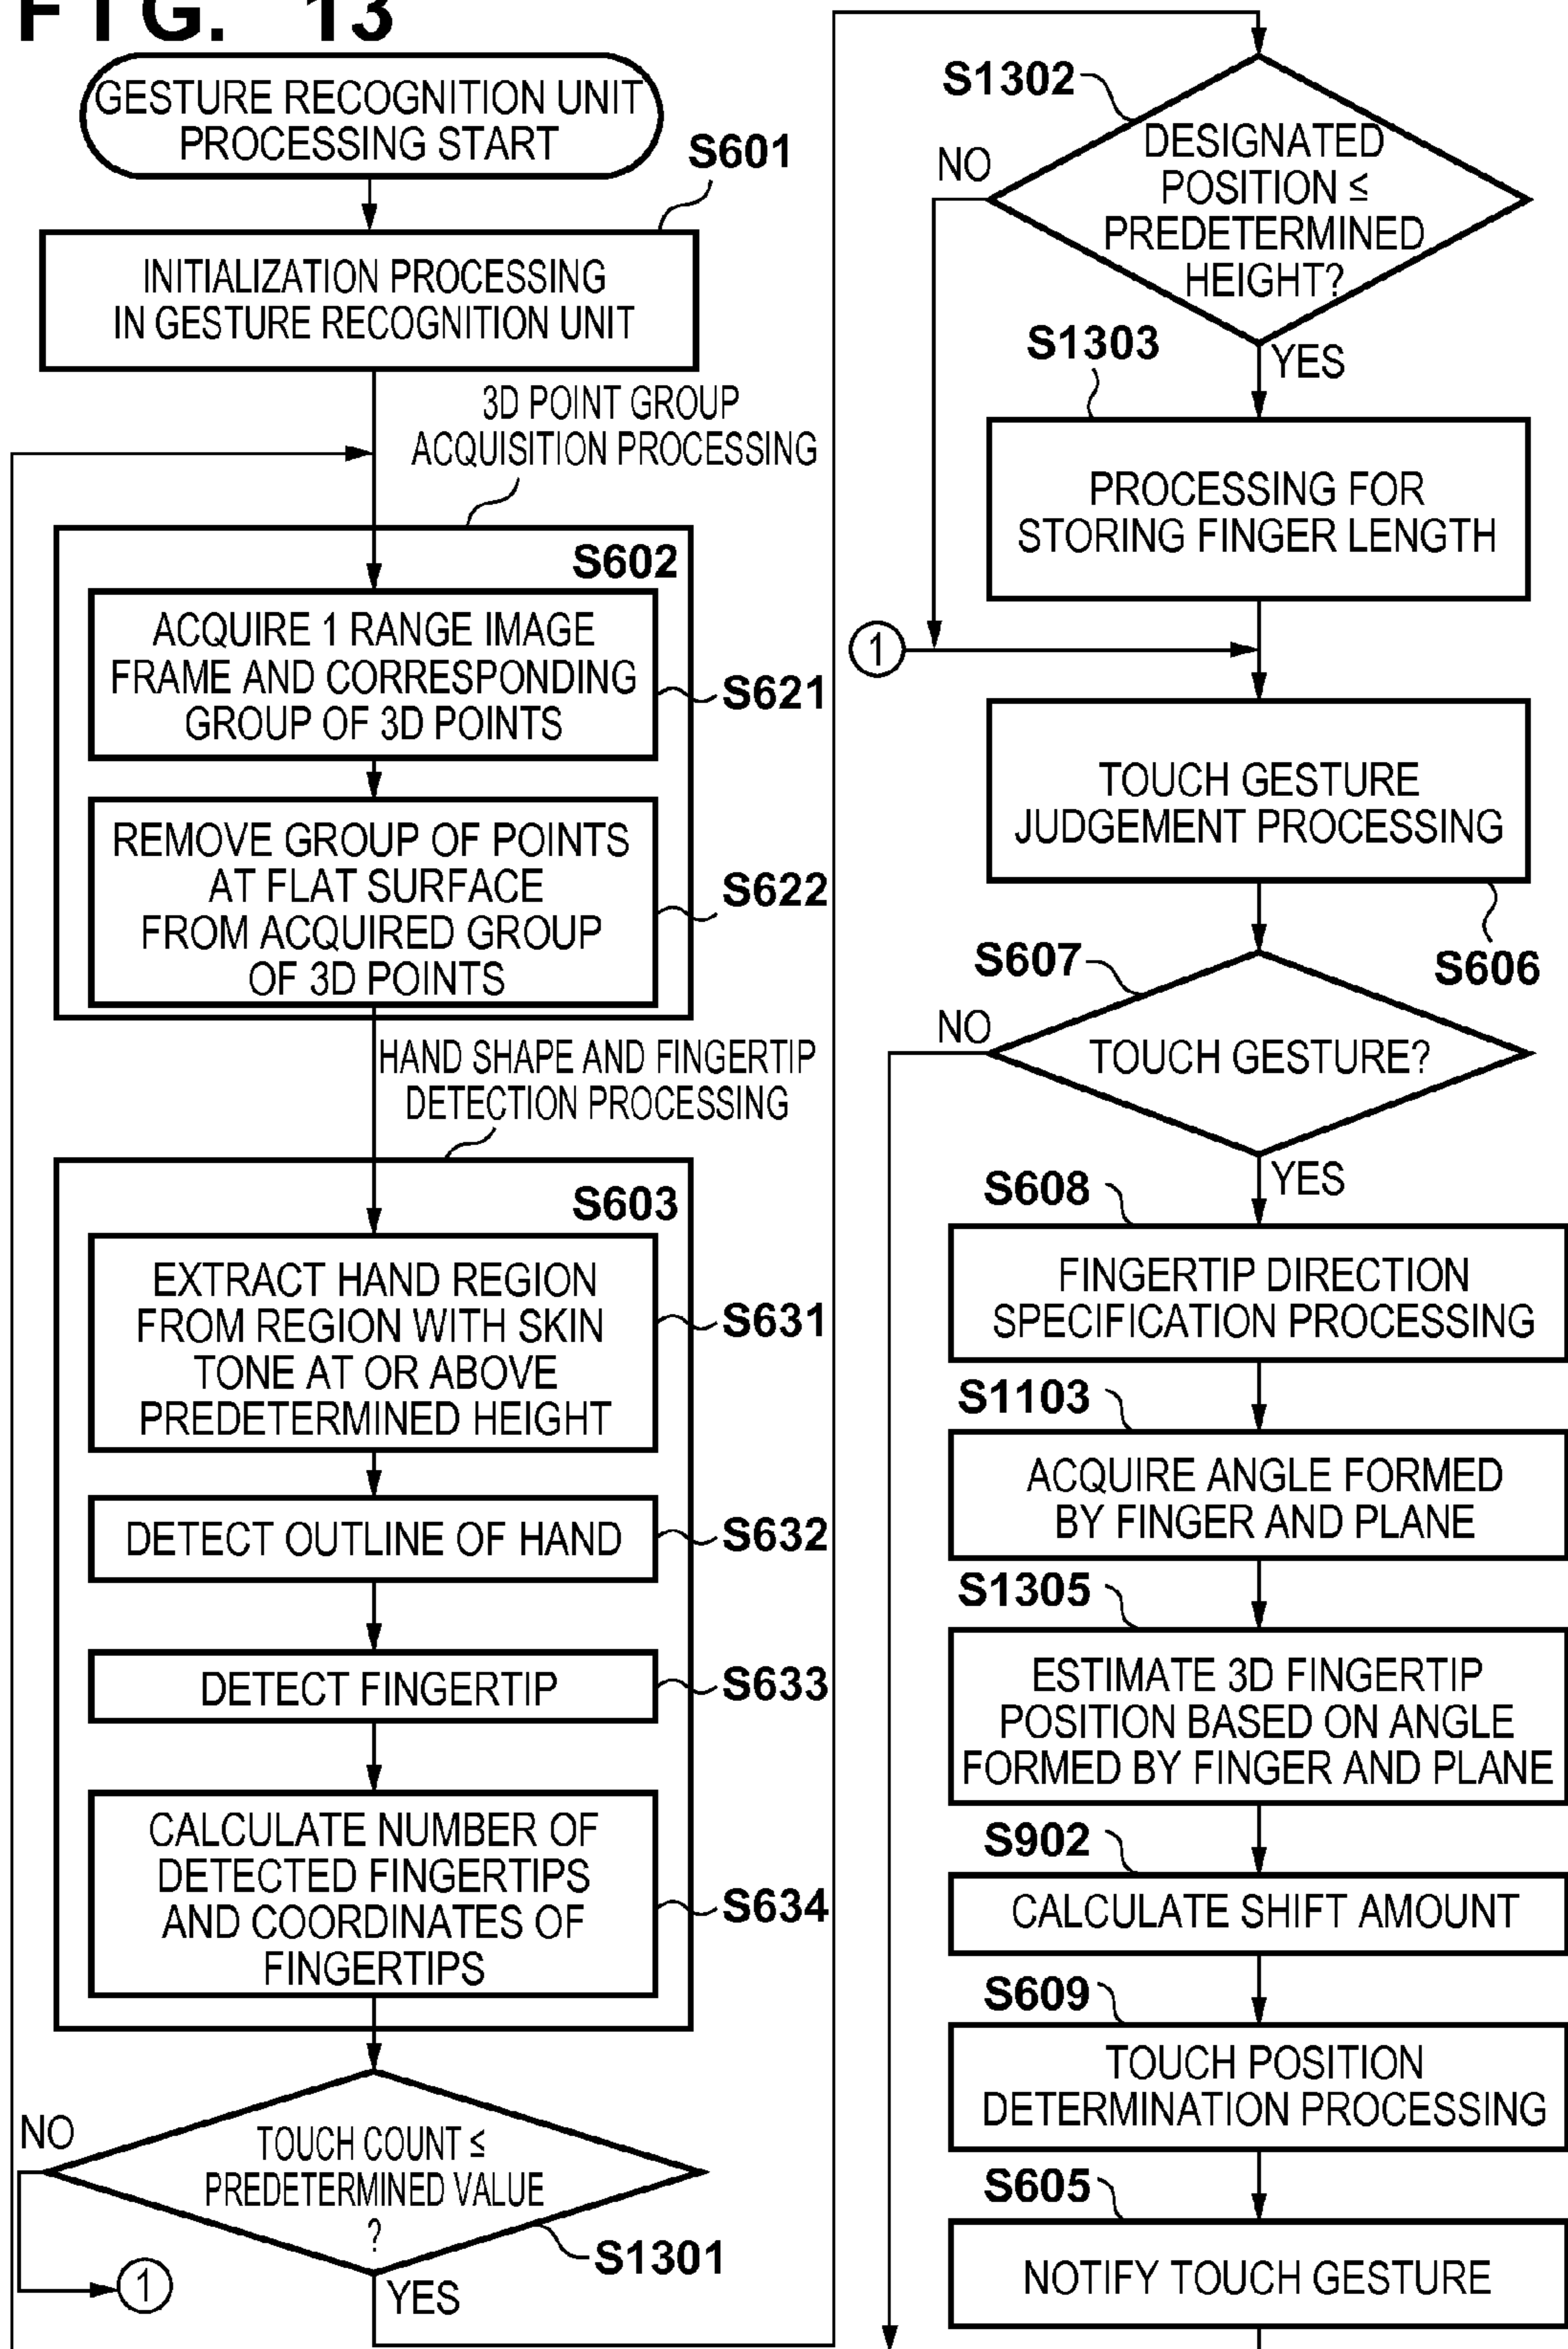 FIG. 13
GESTURE RECOGNITION UNIT
PROCESSING START
S601
INITIALIZATION PROCESSING
IN GESTURE RECOGNITION UNIT
3D POINT GROUP
ACQUISITION PROCESSING
S602
ACQUIRE 1 RANGE IMAGE
FRAME AND CORRESPONDING
GROUP OF 3D POINTS
S621
REMOVE GROUP OF POINTS
AT FLAT SURFACE
FROM ACQUIRED GROUP
OF 3D POINTS
S622
HAND SHAPE AND FINGERTIP
DETECTION PROCESSING
S603
EXTRACT HAND REGION
FROM REGION WITH SKIN
TONE AT OR ABOVE
PREDETERMINED HEIGHT
S631
DETECT OUTLINE OF HAND
S632
DETECT FINGERTIP
S633
CALCULATE NUMBER OF
DETECTED FINGERTIPS
AND COORDINATES OF
FINGERTIPS
S634
NO
TOUCH COUNT ≤
PREDETERMINED VALUE
?
S1301
1
YES
S1302
NO
DESIGNATED
POSITION ≤
PREDETERMINED
HEIGHT?
YES
S1303
PROCESSING FOR
STORING FINGER LENGTH
1
TOUCH GESTURE
JUDGEMENT PROCESSING
S606
S607
NO
TOUCH GESTURE?
YES
S608
FINGERTIP DIRECTION
SPECIFICATION PROCESSING
S1103
ACQUIRE ANGLE FORMED
BY FINGER AND PLANE
S1305
ESTIMATE 3D FINGERTIP
POSITION BASED ON ANGLE
FORMED BY FINGER AND PLANE
S902
CALCULATE SHIFT AMOUNT
S609
TOUCH POSITION
DETERMINATION PROCESSING
S605
NOTIFY TOUCH GESTURE